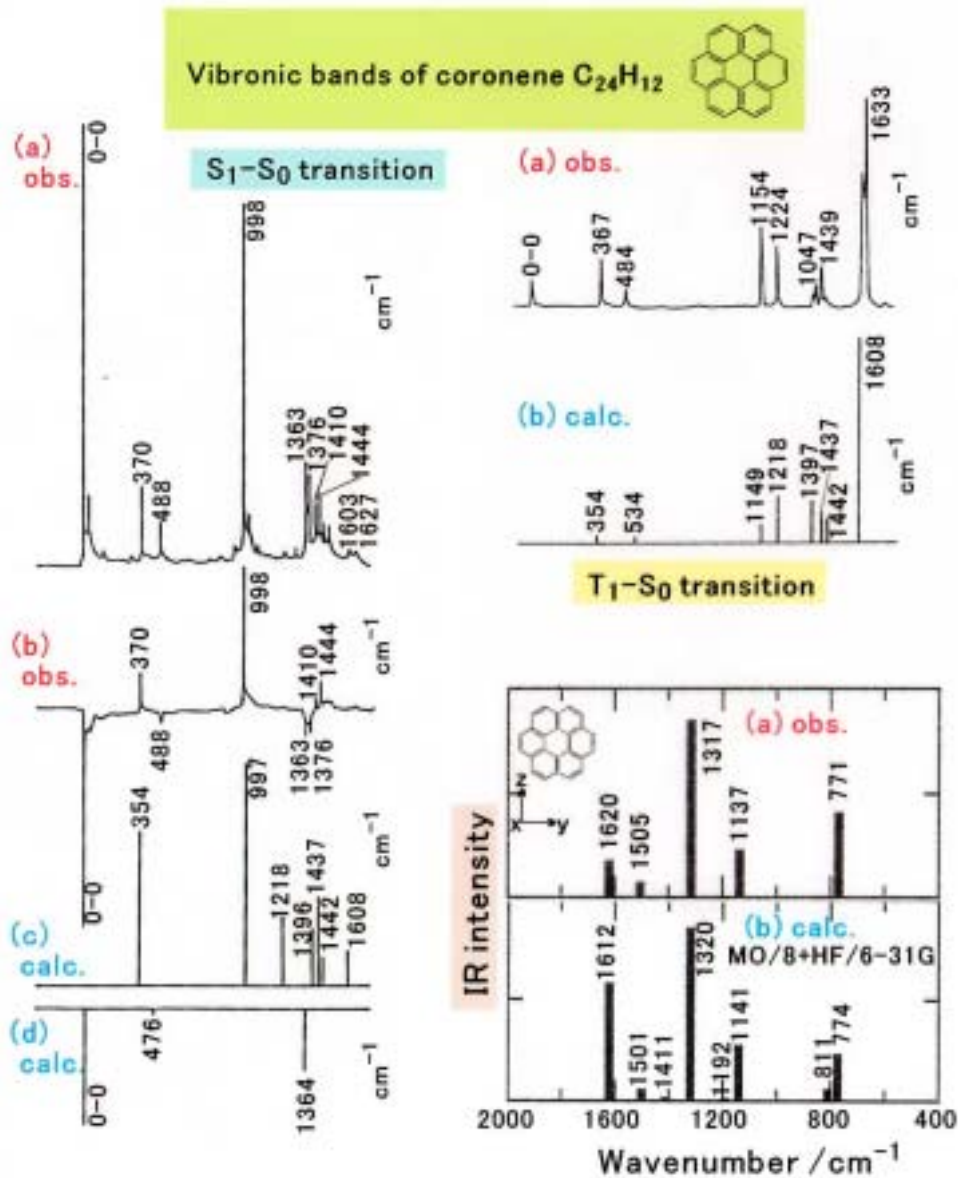 Vibronic bands of coronene C24H12
(a)
obs.
0-0
S1-S0 transition
998
cm-1
370
488
1363
1376
1410
1444
1603
1627
(b)
obs.
370
998
1410
1444
cm-1
488
1363
1376
0-0
(c)
calc.
354
997
1218
1396
1437
1442
1608
cm-1
(d)
calc.
0-0
476
1364
cm-1
(a) obs.
0-0
367
484
1154
1224
1047
1439
1633
cm-1
(b) calc.
354
534
1149
1218
1397
1437
1442
1608
cm-1
T1-S0 transition
IR intensity
(a) obs.
z
x
y
1620
1505
1317
1137
771
(b) calc.
MO/8+HF/6-31G
1612
1501
1411
1320
1192
1141
811
774
2000 1600 1200 800 400
Wavenumber /cm-1